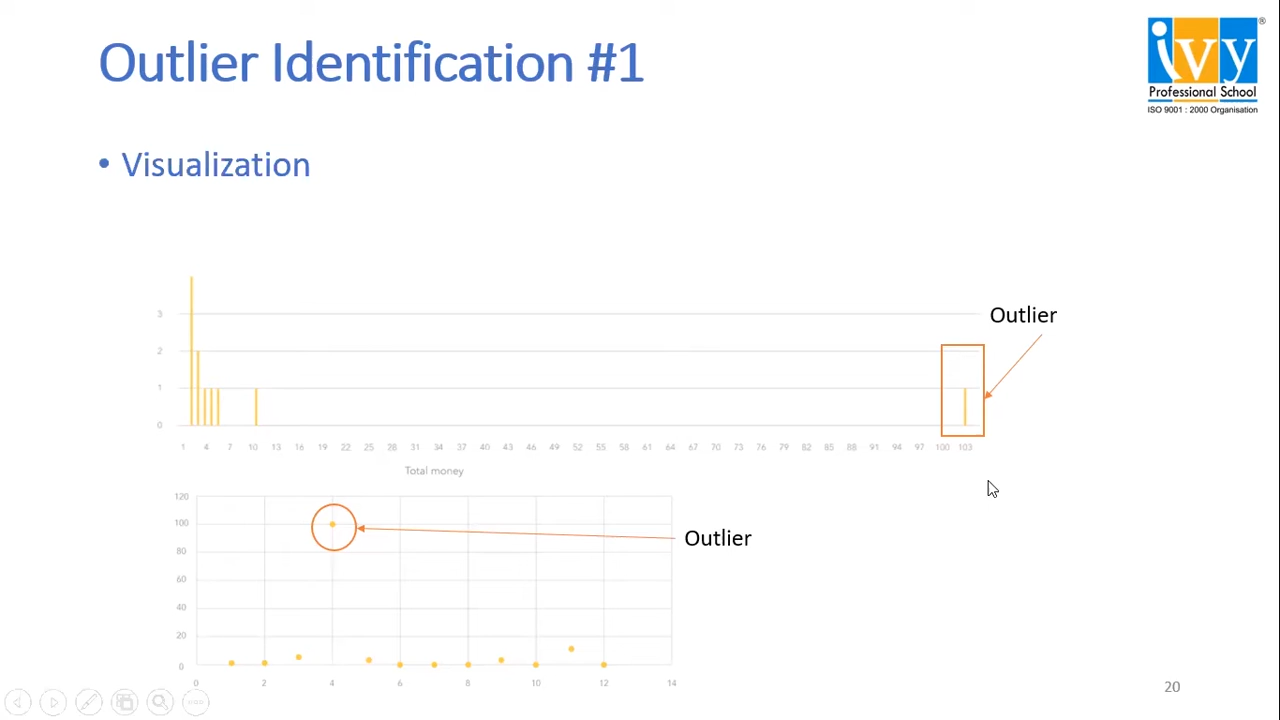 Outlier Identification #1
ivy
®
Professional School
ISO 9001 : 2000 Organisation
• Visualization
Outlier
3
2
1
0
1 4 7 10 13 16 19 22 25 28 31 34 37 40 43 46 49 52 55 58 61 64 67 70 73 76 79 82 85 88 91 94 97 100 103
Total money
120
100
80
60
40
20
0
0 2 4 6 8 10 12 14
Outlier
20